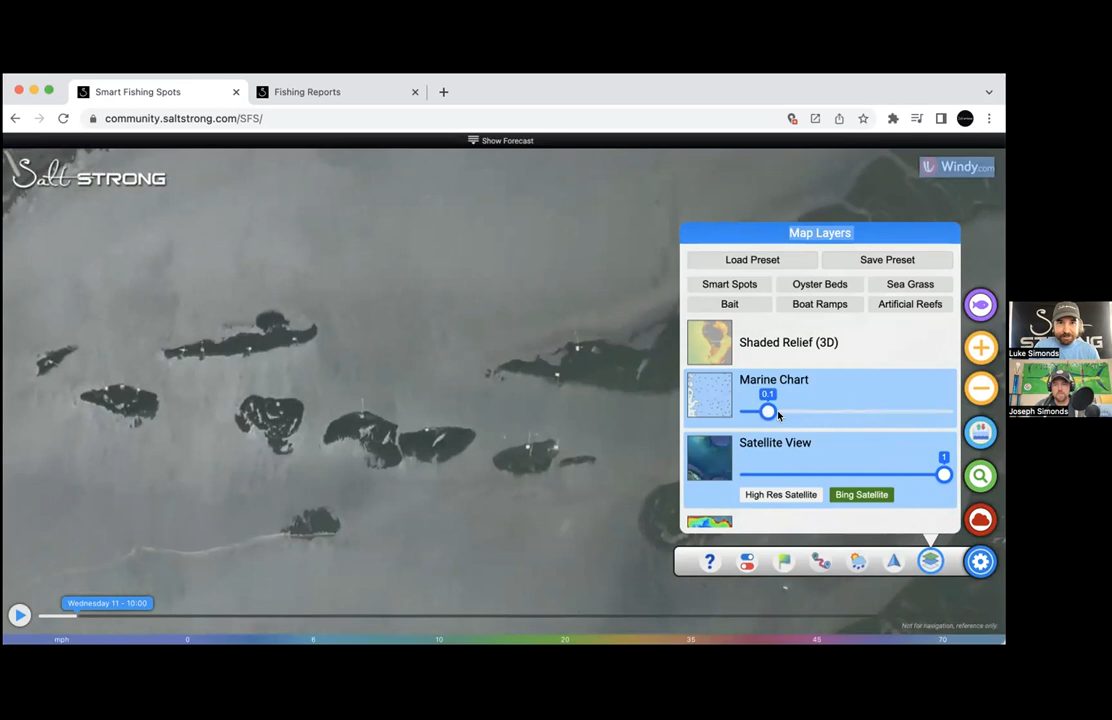 Smart Fishing Spots
Fishing Reports
community.saltstrong.com/SFS/
Show Forecast
Salt STRONG
Windy.com
Map Layers
Load Preset
Save Preset
Smart Spots
Oyster Beds
Sea Grass
Bait
Boat Ramps
Artificial Reefs
Shaded Relief (3D)
Marine Chart
0.1
Satellite View
1
High Res Satellite
Bing Satellite
?
Wednesday 11 - 10:00
Not for navigation, reference only.
mph 0 10 20 35 45 70
Luke Simonds
STRONG
Joseph Simonds